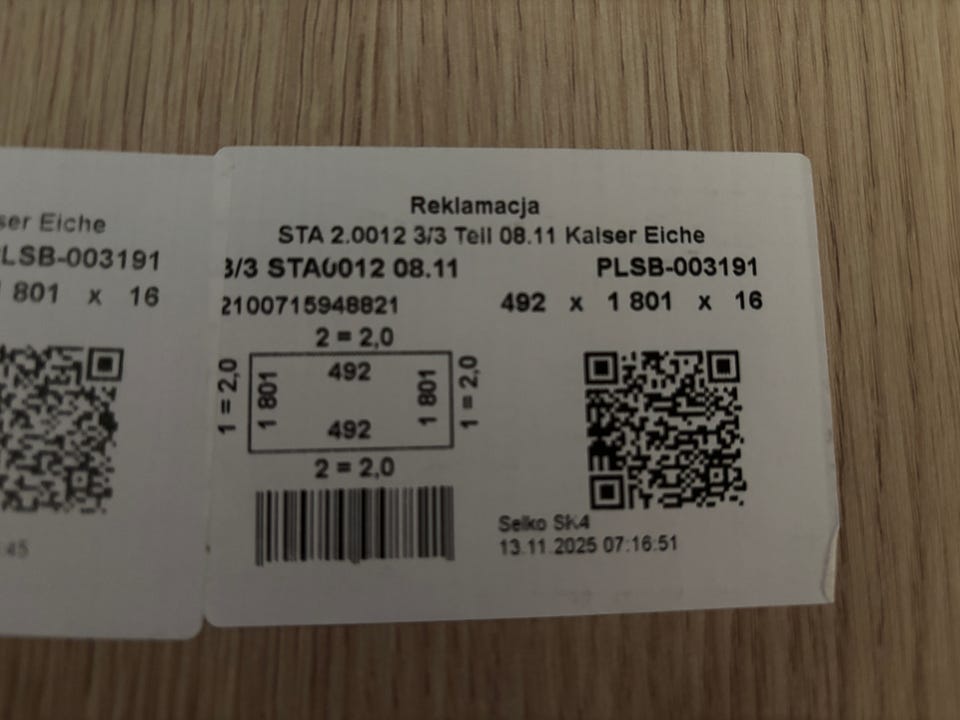 ser Eiche
LSB-003191
801 x 16
:45
Reklamacja
STA 2.0012 3/3 Teil 08.11 Kaiser Eiche
3/3 STA0012 08.11 PLSB-003191
2100715948821 492 x 1 801 x 16
2 = 2,0
1 = 2,0
1 801
492
1 801
1 = 2,0
492
2 = 2,0
Selko SK4
13.11.2025 07:16:51